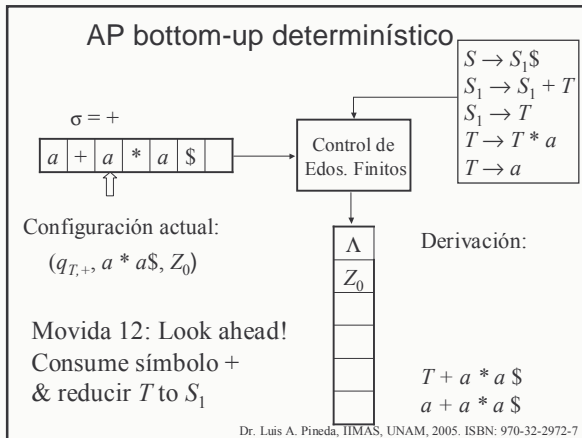 AP bottom-up determinístico
S → S₁$
S₁ → S₁ + T
S₁ → T
T → T * a
T → a
σ = +
a + a * a $
Control de
Edos. Finitos
Configuración actual:
(q_{T,+}, a * a$, Z₀)
Λ
Z₀
Derivación:
Movida 12: Look ahead!
Consume símbolo +
& reducir T to S₁
T + a * a $
a + a * a $
Dr. Luis A. Pineda, IIMAS, UNAM, 2005. ISBN: 970-32-2972-7